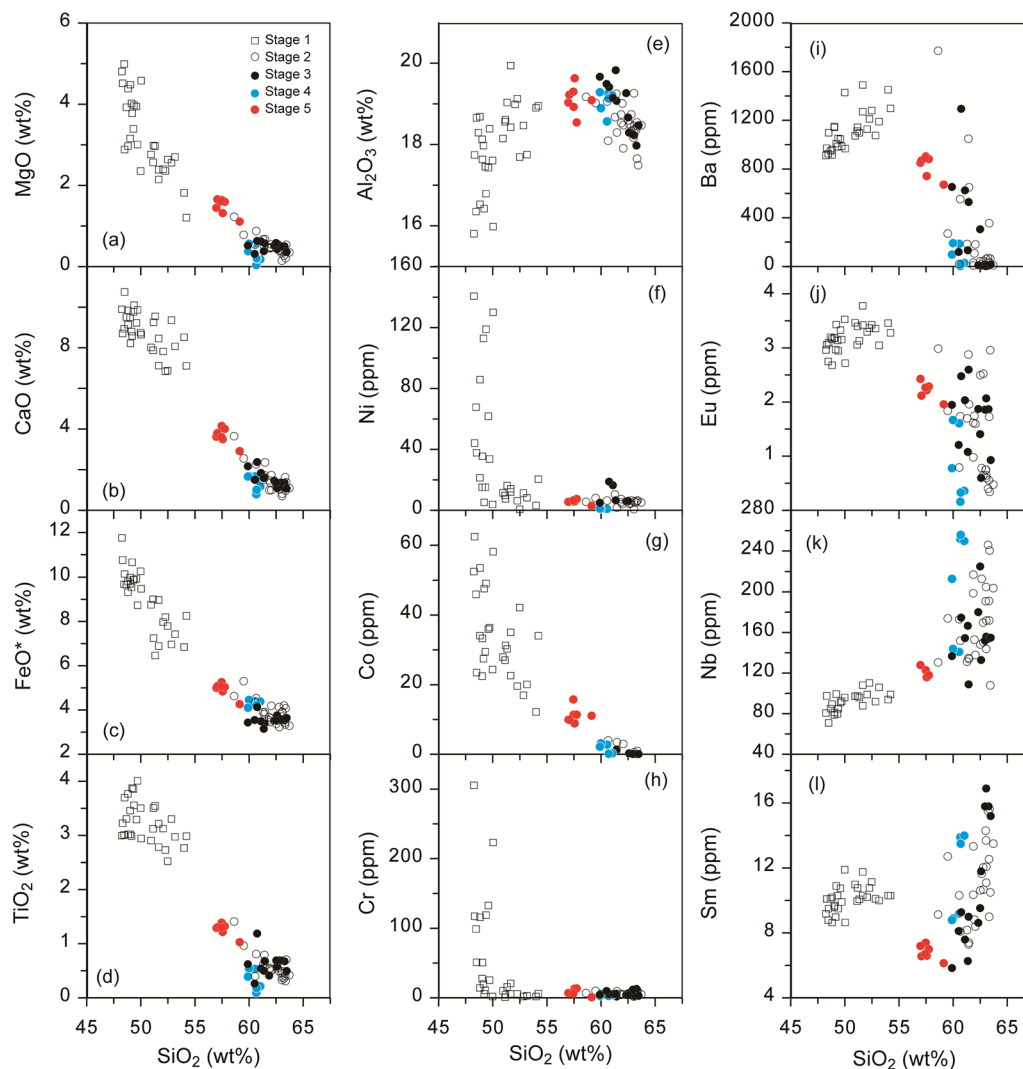 6
5
4
2
0
MgO (wt%)
(a)
Stage 1
Stage 2
Stage 3
Stage 4
Stage 5
8
4
0
CaO (wt%)
(b)
12
10
8
6
4
2
FeO* (wt%)
(c)
4
3
2
1
0
TiO2 (wt%)
(d)
45 50 55 60 65
SiO2 (wt%)
20
18
16
160
Al2O3 (wt%)
(e)
120
80
40
0
Ni (ppm)
(f)
60
40
20
0
Co (ppm)
(g)
300
200
100
0
Cr (ppm)
(h)
45 50 55 60 65
SiO2 (wt%)
2000
1600
1200
800
400
0
Ba (ppm)
(i)
4
3
2
1
280
Eu (ppm)
(j)
240
200
160
120
80
40
Nb (ppm)
(k)
16
12
8
4
Sm (ppm)
(l)
45 50 55 60 65
SiO2 (wt%)